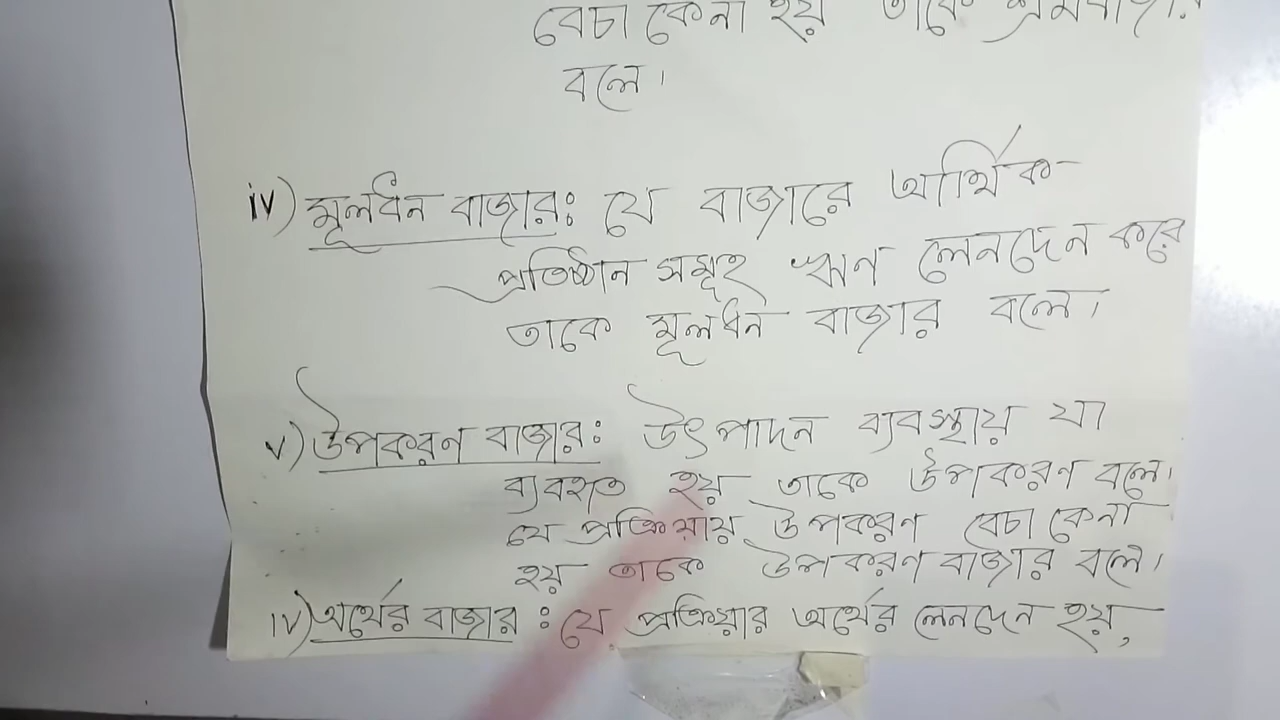 বেচা কেনা হয় তাকে শ্রমবাজার
বলে।
iv) মূলধন বাজারঃ যে বাজারে আর্থিক
প্রতিষ্ঠান সমূহ ঋন লেনদেন করে
তাকে মূলধন বাজার বলে।
v) উপকরণ বাজারঃ উৎপাদন ব্যবস্থায় যা
ব্যবহৃত হয় তাকে উপকরণ বলে।
যে প্রক্রিয়ায় উপকরণ বেচা কেনা
হয় তাকে উপকরণ বাজার বলে।
iv) অর্থের বাজার : যে প্রক্রিয়ার অর্থের লেনদেন হয়,